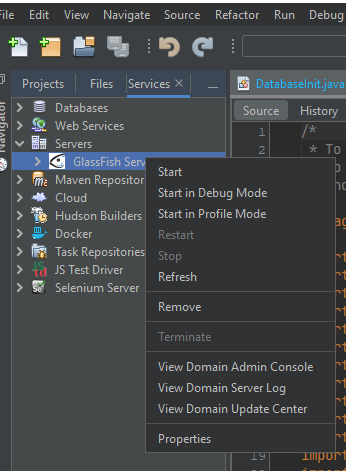 File Edit View Navigate Source Refactor Run Debug
Projects Files Services
DatabaseInit.java
Navigator
Source History
Databases
Web Services
Servers
GlassFish Serv
Maven Repositor
Cloud
Hudson Builders
Docker
Task Repositories
JS Test Driver
Selenium Server
Start
Start in Debug Mode
Start in Profile Mode
Restart
Stop
Refresh
Remove
Terminate
View Domain Admin Console
View Domain Server Log
View Domain Update Center
Properties
1 /*
2 * To
19 import
import